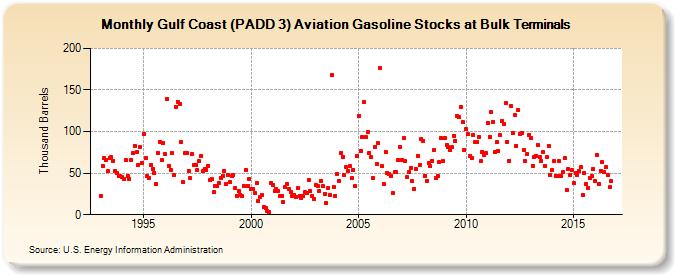 Monthly Gulf Coast (PADD 3) Aviation Gasoline Stocks at Bulk Terminals
Thousand Barrels
200
150
100
50
0
1995 2000 2005 2010 2015
Source: U.S. Energy Information Administration